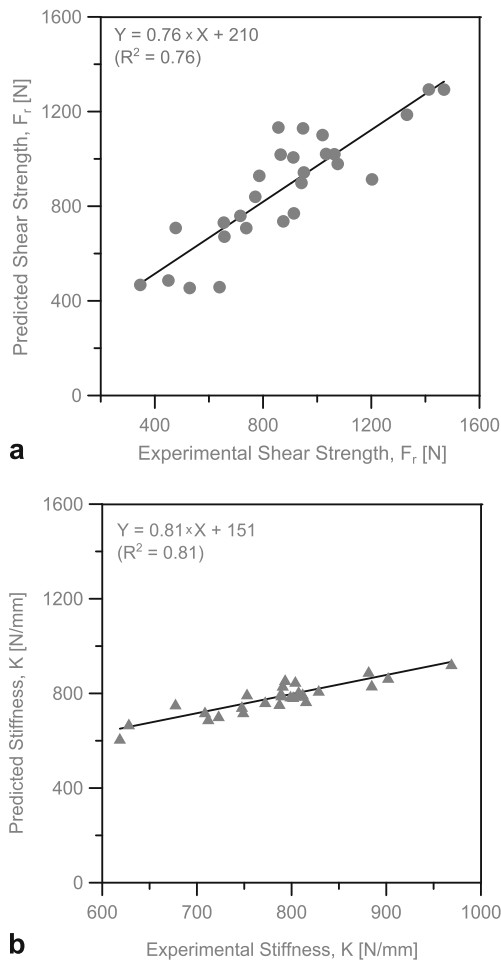 1600
Y = 0.76 x X + 210
(R² = 0.76)
1200
800
400
0
Predicted Shear Strength, Fᵣ [N]
400 800 1200 1600
a
Experimental Shear Strength, Fᵣ [N]
1600
Y = 0.81 x X + 151
(R² = 0.81)
1200
800
400
0
Predicted Stiffness, K [N/mm]
600 700 800 900 1000
b
Experimental Stiffness, K [N/mm]